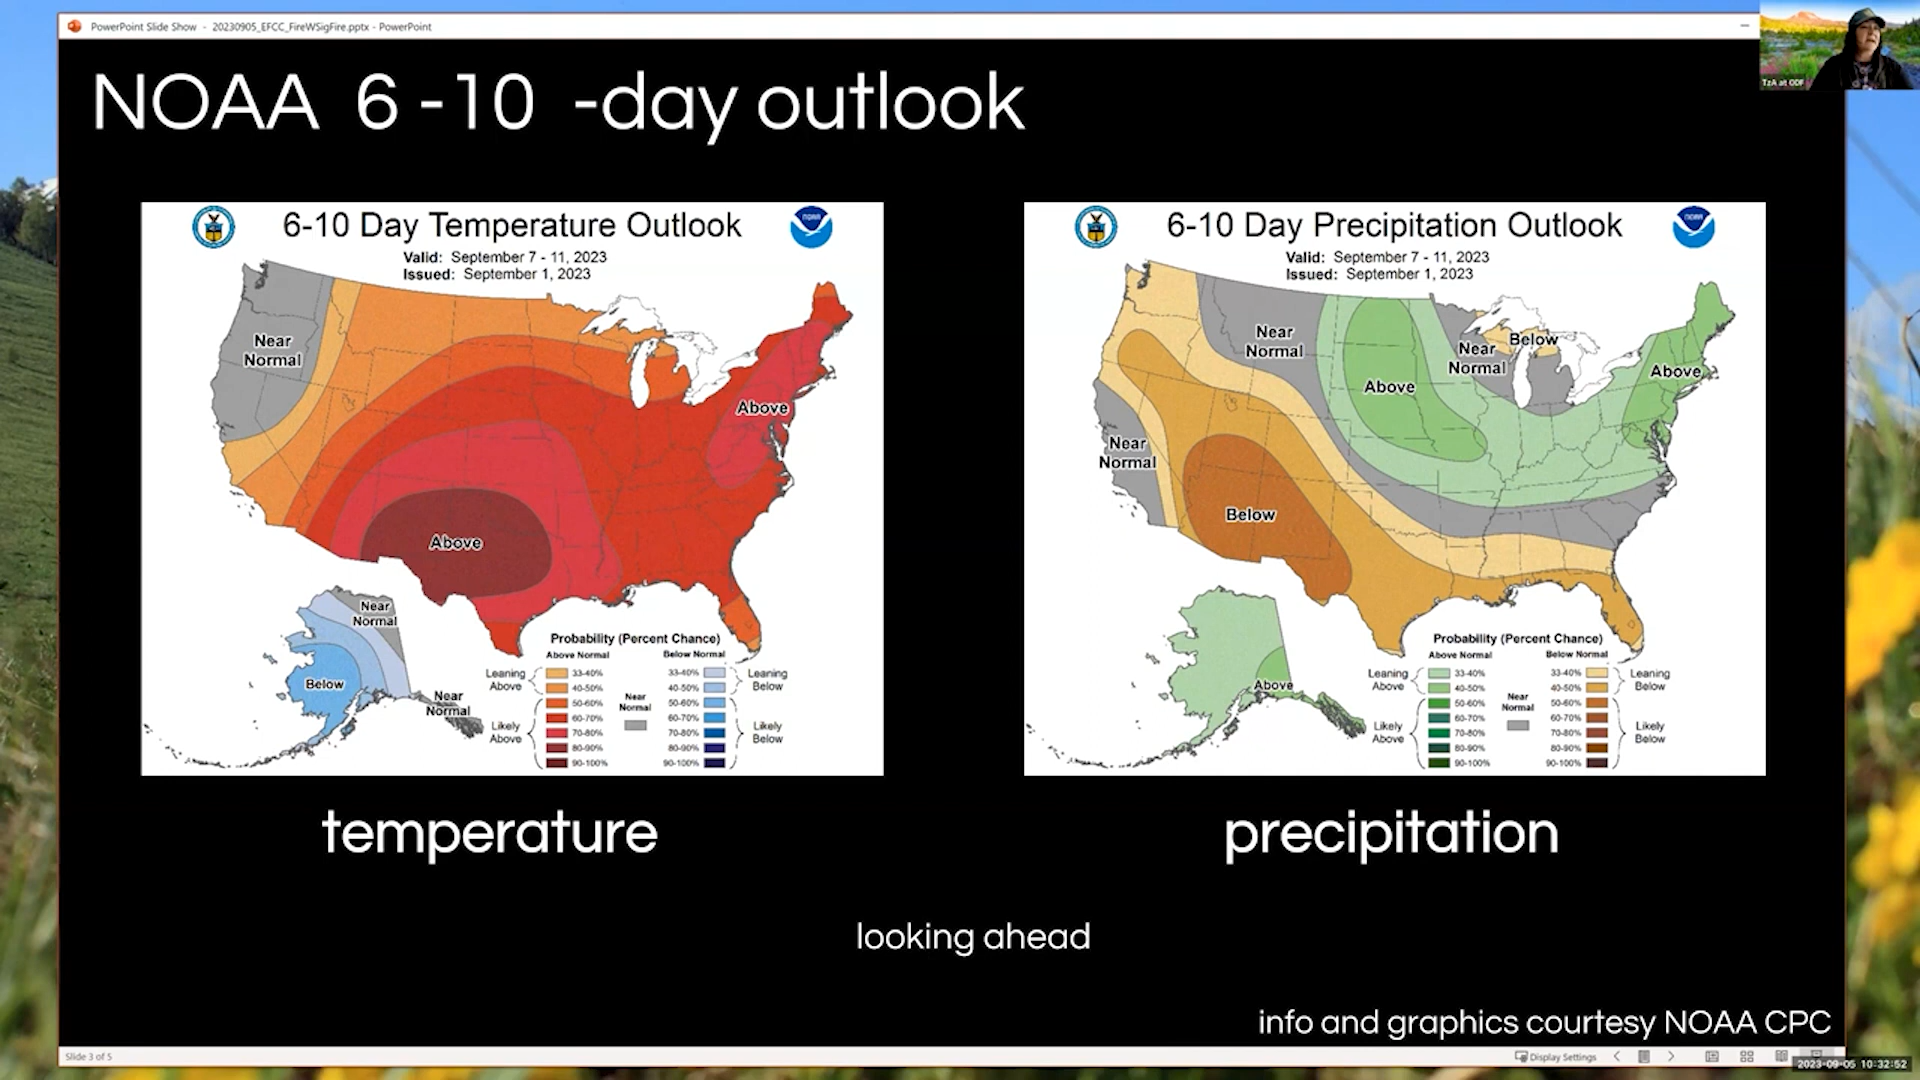 PowerPoint Slide Show - 20230905_EFCC_FireWSigFire.pptx - PowerPoint
TzA at ODF
NOAA 6 -10 -day outlook
6-10 Day Temperature Outlook
Valid: September 7 - 11, 2023
Issued: September 1, 2023
Near
Normal
Above
Above
Near
Normal
Below
Near
Normal
Probability (Percent Chance)
Above Normal
Below Normal
Leaning
Above
Likely
Above
33-40%
40-50%
50-60%
60-70%
70-80%
80-90%
90-100%
Near
Normal
33-40%
40-50%
50-60%
60-70%
70-80%
80-90%
90-100%
Leaning
Below
Likely
Below
temperature
NOAA
6-10 Day Precipitation Outlook
NOAA
Valid: September 7 - 11, 2023
Issued: September 1, 2023
Near
Normal
Above
Near
Normal
Below
Above
Near
Normal
Below
Above
Probability (Percent Chance)
Above Normal
Below Normal
Leaning
Above
Likely
Above
33-40%
40-50%
50-60%
60-70%
70-80%
80-90%
90-100%
Near
Normal
33-40%
40-50%
50-60%
60-70%
70-80%
80-90%
90-100%
Leaning
Below
Likely
Below
precipitation
looking ahead
info and graphics courtesy NOAA CPC
Slide 3 of 5
Display Settings
2023-09-05 10:32:52